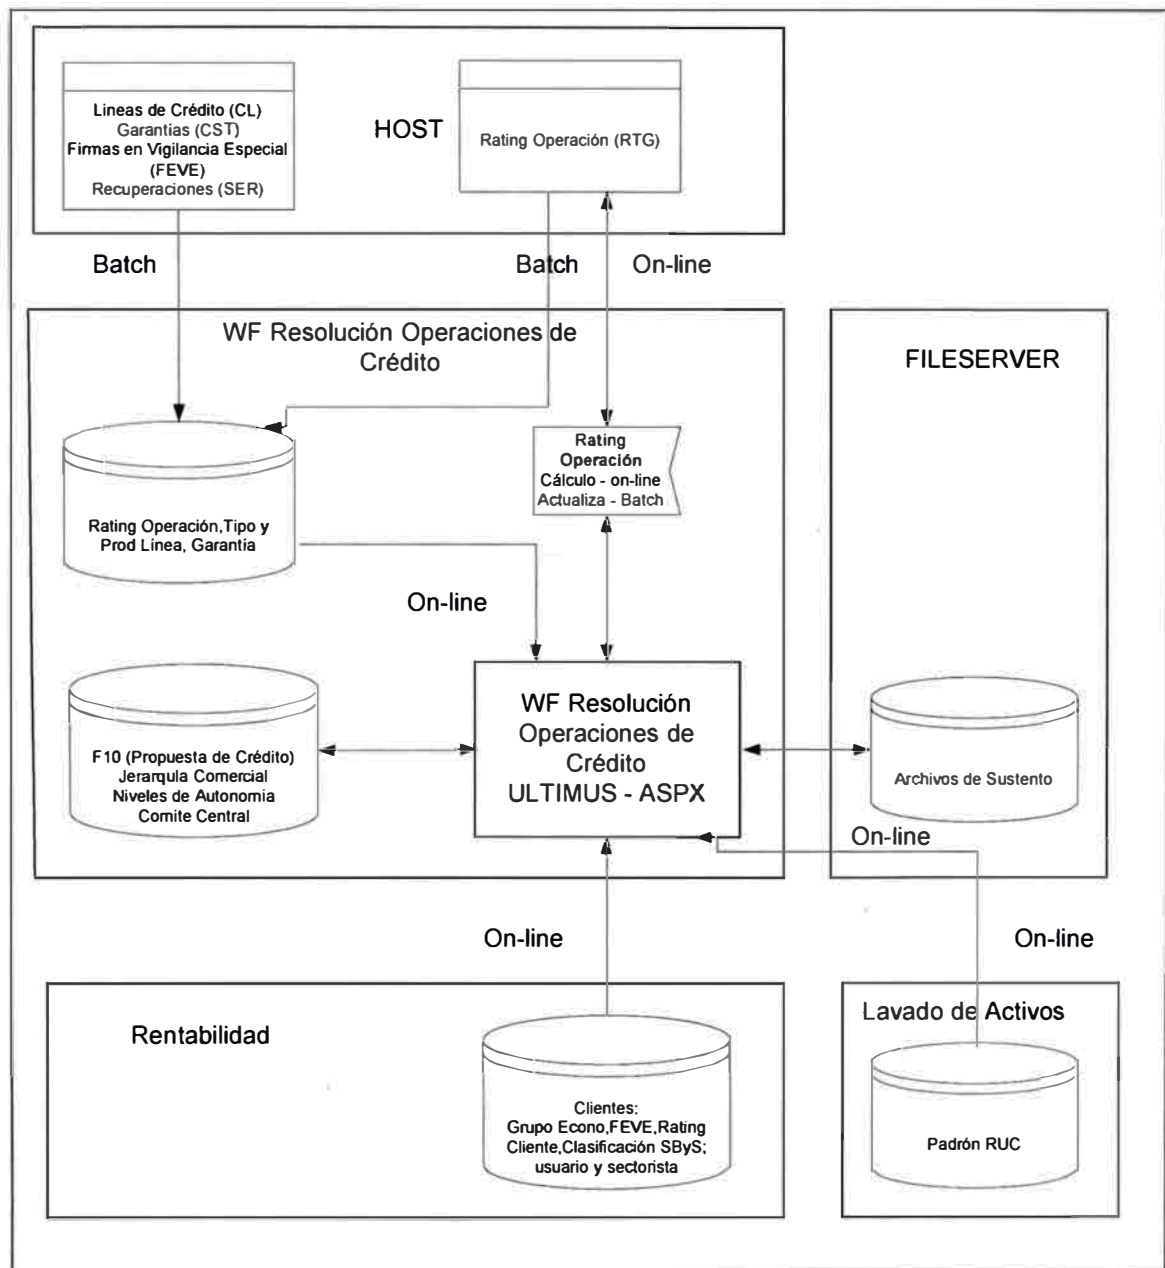 Lineas de Crédito (CL)
Garantías (CST)
Firmas en Vigilancia Especial
(FEVE)
Recuperaciones (SER)
HOST
Rating Operación (RTG)
Batch
Batch
On-line
WF Resolución Operaciones de
Crédito
FILESERVER
Rating
Operación
Cálculo - on-line
Actualiza - Batch
Rating Operación,Tipo y
Prod Línea, Garantía
On-line
WF Resolución
Operaciones de
Crédito
ULTIMUS - ASPX
F10 (Propuesta de Crédito)
Jerarquía Comercial
Niveles de Autonomia
Comite Central
Archivos de Sustento
On-line
On-line
On-line
Rentabilidad
Lavado de Activos
Clientes:
Grupo Econo,FEVE,Rating
Cliente,Clasificación SByS;
usuario y sectorista
Padrón RUC